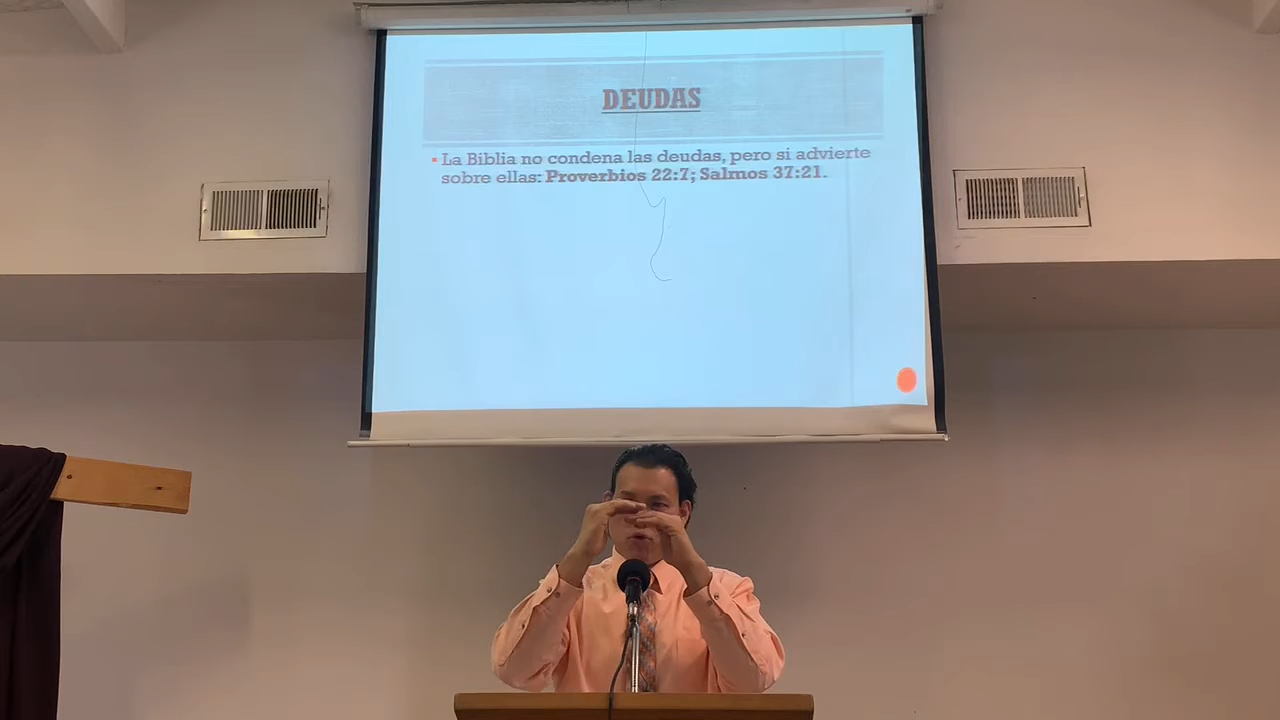 DEUDAS
La Biblia no condena las deudas, pero si advierte
sobre ellas: Proverbios 22:7; Salmos 37:21.